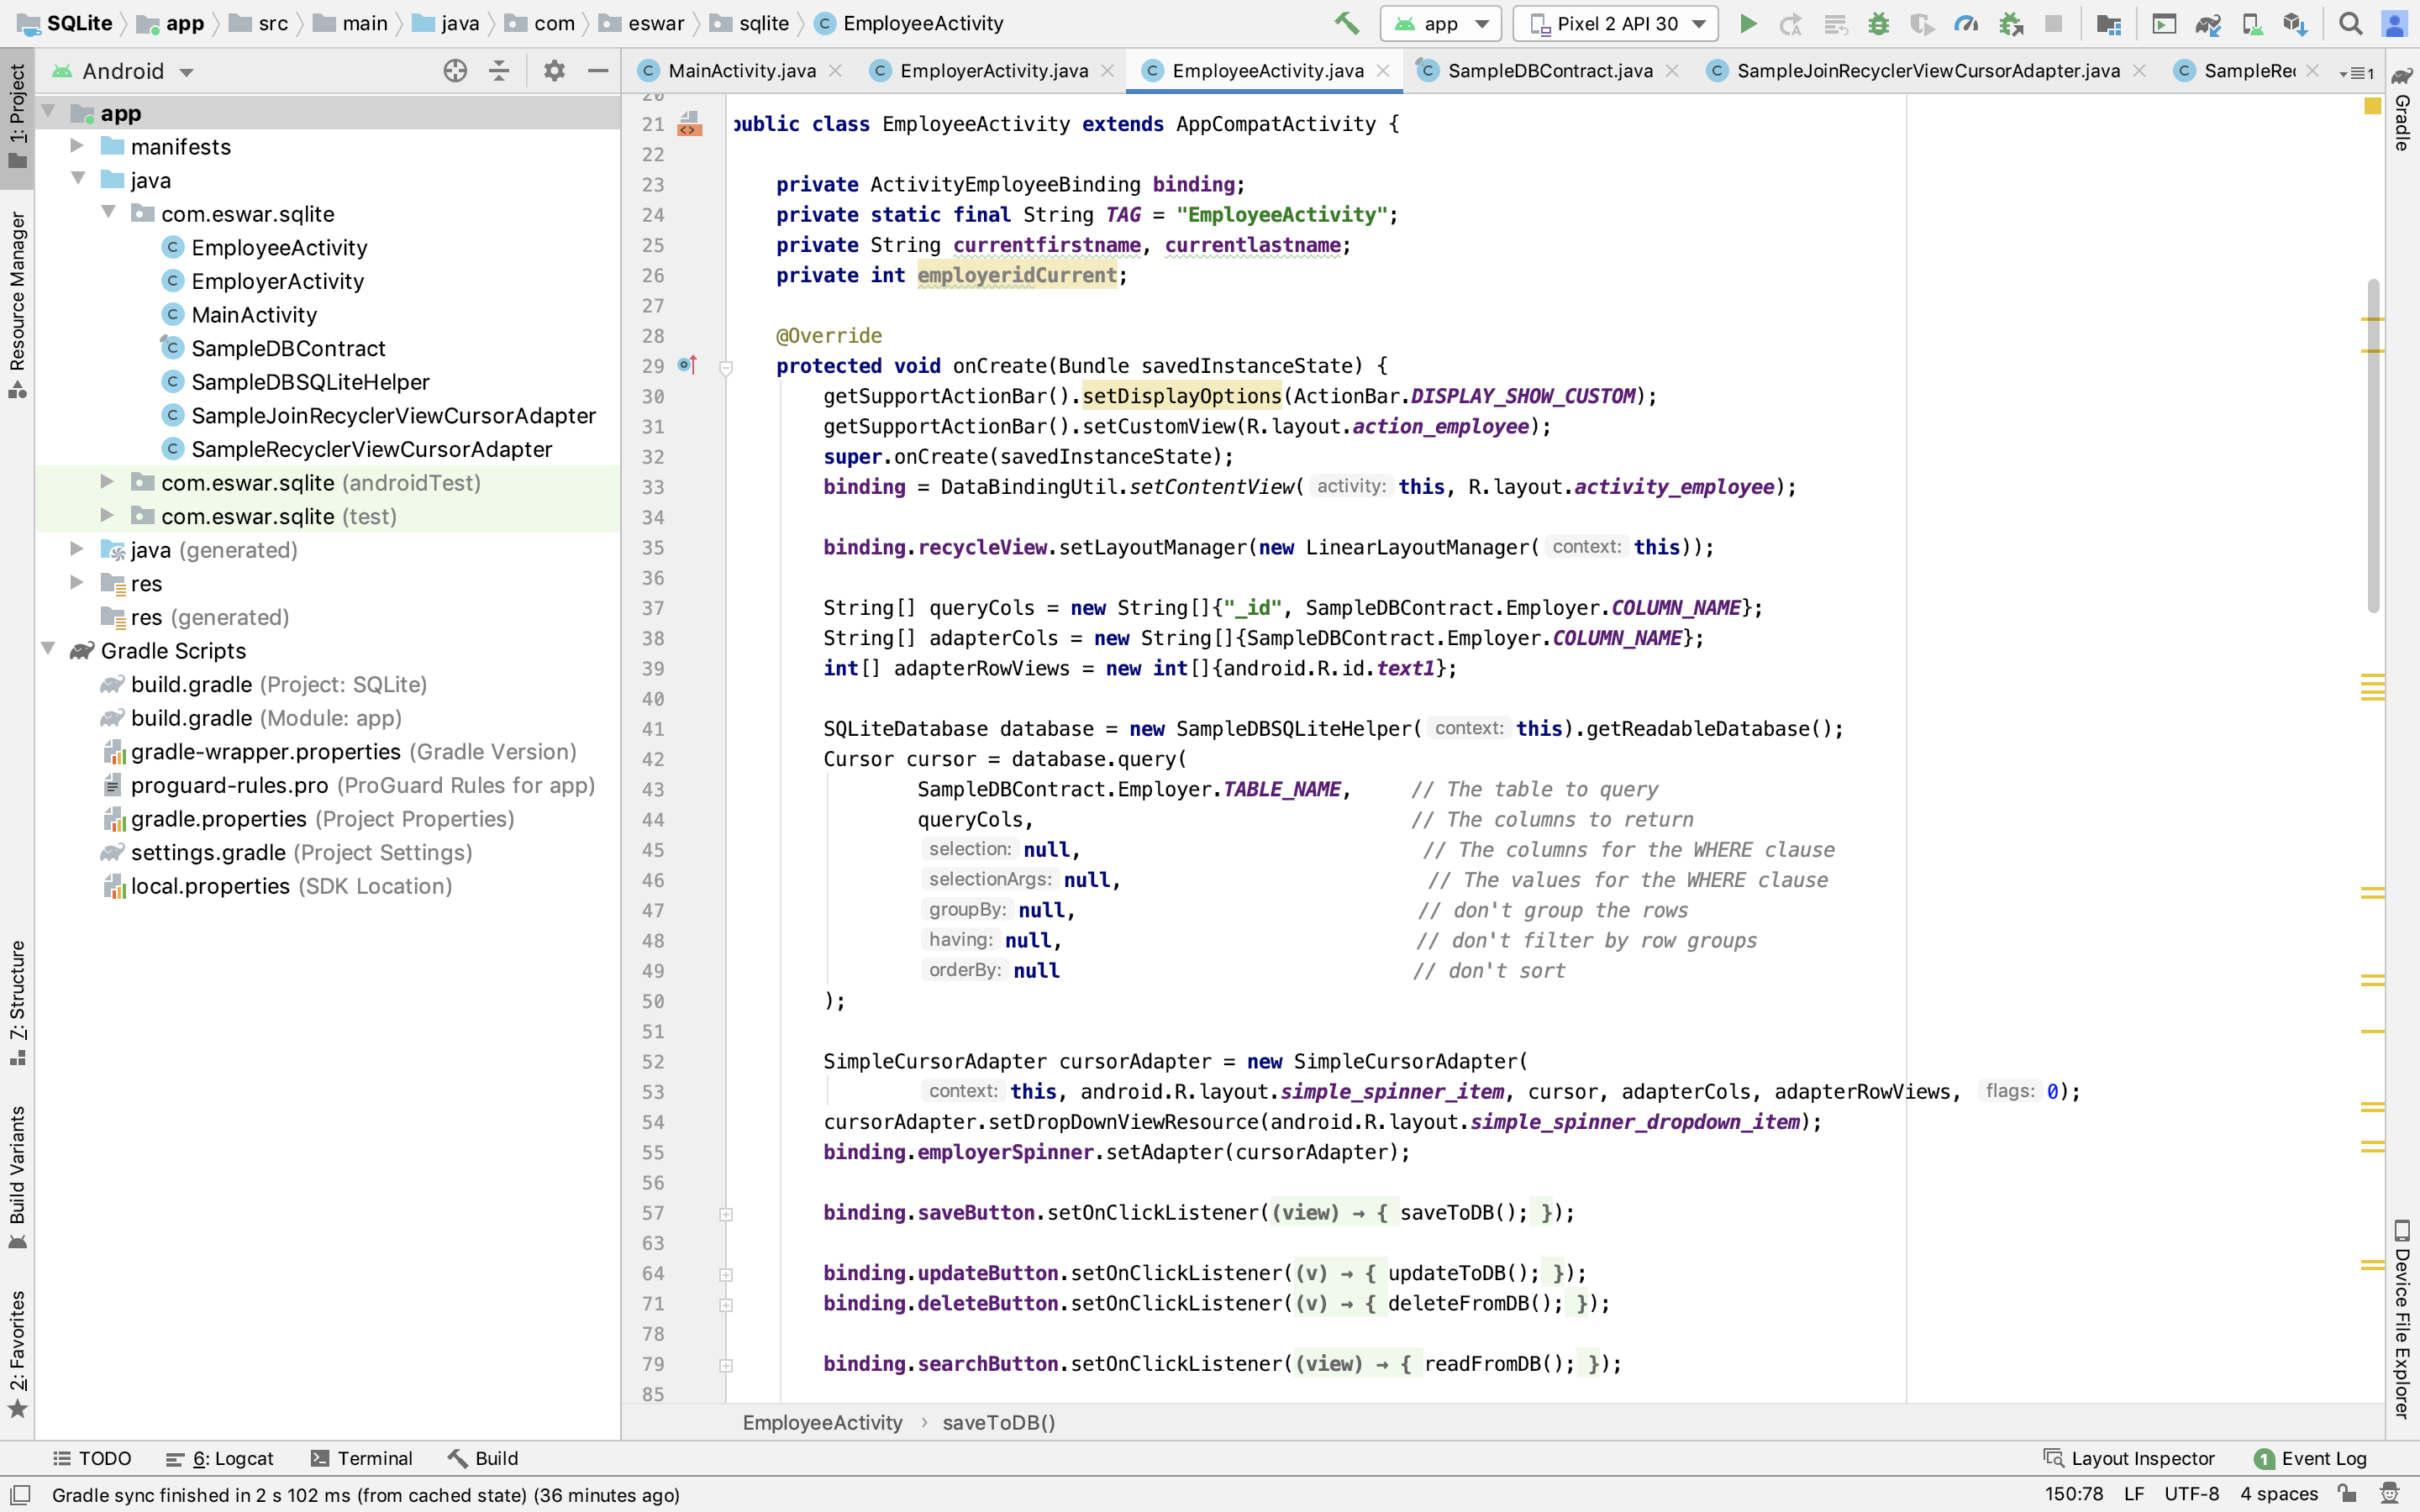 SQLite app src main java com eswar sqlite EmployeeActivity app Pixel 2 API 30
Android
MainActivity.java EmployerActivity.java EmployeeActivity.java SampleDBContract.java SampleJoinRecyclerViewCursorAdapter.java SampleRec 1
1: Project
Resource Manager
Z: Structure
Build Variants
2: Favorites
app
manifests
java
com.eswar.sqlite
EmployeeActivity
EmployerActivity
MainActivity
SampleDBContract
SampleDBSQLiteHelper
SampleJoinRecyclerViewCursorAdapter
SampleRecyclerViewCursorAdapter
com.eswar.sqlite (androidTest)
com.eswar.sqlite (test)
java (generated)
res
res (generated)
Gradle Scripts
build.gradle (Project: SQLite)
build.gradle (Module: app)
gradle-wrapper.properties (Gradle Version)
proguard-rules.pro (ProGuard Rules for app)
gradle.properties (Project Properties)
settings.gradle (Project Settings)
local.properties (SDK Location)
20
21 public class EmployeeActivity extends AppCompatActivity {
22
23 private ActivityEmployeeBinding binding;
24 private static final String TAG = "EmployeeActivity";
25 private String currentfirstname, currentlastname;
26 private int employeridCurrent;
27
28 @Override
29 protected void onCreate(Bundle savedInstanceState) {
30 getSupportActionBar().setDisplayOptions(ActionBar.DISPLAY_SHOW_CUSTOM);
31 getSupportActionBar().setCustomView(R.layout.action_employee);
32 super.onCreate(savedInstanceState);
33 binding = DataBindingUtil.setContentView( activity: this, R.layout.activity_employee);
34
35 binding.recycleView.setLayoutManager(new LinearLayoutManager( context: this));
36
37 String[] queryCols = new String[]{"_id", SampleDBContract.Employer.COLUMN_NAME};
38 String[] adapterCols = new String[]{SampleDBContract.Employer.COLUMN_NAME};
39 int[] adapterRowViews = new int[]{android.R.id.text1};
40
41 SQLiteDatabase database = new SampleDBSQLiteHelper( context: this).getReadableDatabase();
42 Cursor cursor = database.query(
43 SampleDBContract.Employer.TABLE_NAME, // The table to query
44 queryCols, // The columns to return
45 selection: null, // The columns for the WHERE clause
46 selectionArgs: null, // The values for the WHERE clause
47 groupBy: null, // don't group the rows
48 having: null, // don't filter by row groups
49 orderBy: null // don't sort
50 );
51
52 SimpleCursorAdapter cursorAdapter = new SimpleCursorAdapter(
53 context: this, android.R.layout.simple_spinner_item, cursor, adapterCols, adapterRowViews, flags: 0);
54 cursorAdapter.setDropDownViewResource(android.R.layout.simple_spinner_dropdown_item);
55 binding.employerSpinner.setAdapter(cursorAdapter);
56
57 binding.saveButton.setOnClickListener((view) → { saveToDB(); });
63
64 binding.updateButton.setOnClickListener((v) → { updateToDB(); });
71 binding.deleteButton.setOnClickListener((v) → { deleteFromDB(); });
78
79 binding.searchButton.setOnClickListener((view) → { readFromDB(); });
85
EmployeeActivity › saveToDB()
Gradle
Device File Explorer
TODO 6: Logcat Terminal Build Layout Inspector 1 Event Log
Gradle sync finished in 2 s 102 ms (from cached state) (36 minutes ago) 150:78 LF UTF-8 4 spaces